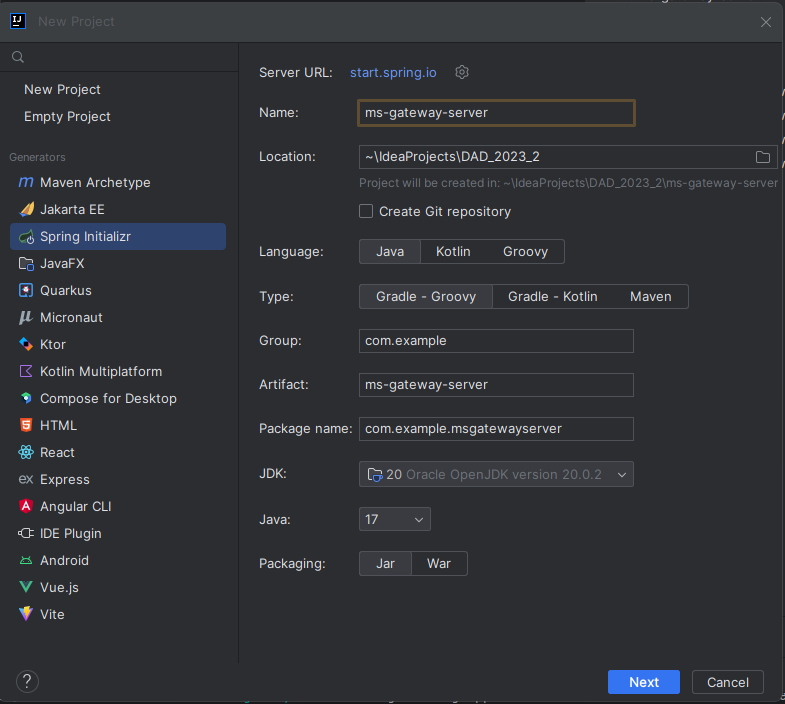 New Project
New Project
Empty Project
Generators
Maven Archetype
Jakarta EE
Spring Initializr
JavaFX
Quarkus
Micronaut
Ktor
Kotlin Multiplatform
Compose for Desktop
HTML
React
Express
Angular CLI
IDE Plugin
Android
Vue.js
Vite
Server URL: start.spring.io
Name: ms-gateway-server
Location: ~\IdeaProjects\DAD_2023_2
Project will be created in: ~\IdeaProjects\DAD_2023_2\ms-gateway-server
Create Git repository
Language: Java Kotlin Groovy
Type: Gradle - Groovy Gradle - Kotlin Maven
Group: com.example
Artifact: ms-gateway-server
Package name: com.example.msgatewayserver
JDK: 20 Oracle OpenJDK version 20.0.2
Java: 17
Packaging: Jar War
? Next Cancel